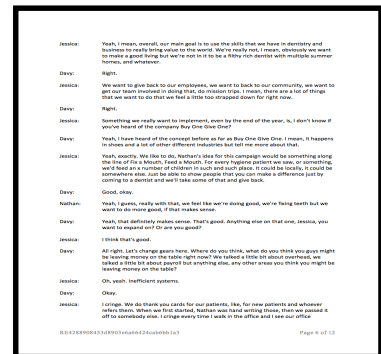 Jessica: Yeah, I mean, overall, our main goal is to use the skills that we have in dentistry and
business to really bring value to the world. We're really not, I mean, obviously we want
to make a good living but we're not in it to be a filthy rich dentist with multiple summer
homes, and whatever.
Davy: Right.
Jessica: We want to give back to our employees, we want to back to our community, we want to
get our team involved in doing that, do mission trips. I mean, there are a lot of things
that we want to do that we feel a little too strapped down for right now.
Davy: Right.
Jessica: Something we really want to implement, even by the end of the year, is, I don't know if
you've heard of the company Buy One Give One?
Davy: Yeah, I have heard of the concept before as far as Buy One Give One. I mean, it happens
in shoes and a lot of other different industries but tell me more about that.
Jessica: Yeah, exactly. We like to do, Nathan's idea for this campaign would be something along
the line of Fix a Mouth, Feed a Mouth. For every hygiene patient we saw, or something,
we'd feed an x number of children in such and such place. It could be locally, it could be
somewhere else. Just be able to show people that you can make a difference just by
coming to a dentist and we'll take some of that and give back.
Davy: Good, okay.
Nathan: Yeah, I guess, really with that, we feel like we're doing good, we're fixing teeth but we
want to do more good, if that makes sense.
Davy: Yeah, that definitely makes sense. That's good. Anything else on that one, Jessica, you
want to expand on? Or are you good?
Jessica: I think that's good.
Davy: All right. Let's change gears here. Where do you think, what do you think you guys might
be leaving money on the table right now? We talked a little bit about overhead, we
talked a little bit about payroll but anything else, any other areas you think you might be
leaving money on the table?
Jessica: Oh, yeah. Inefficient systems.
Davy: Okay.
Jessica: I cringe. We do thank you cards for our patients, like, for new patients and whoever
refers them. When we first started, Nathan was hand writing those, then we passed it
off to somebody else. I cringe every time I walk in the office and I see our office
Page 6 of 12